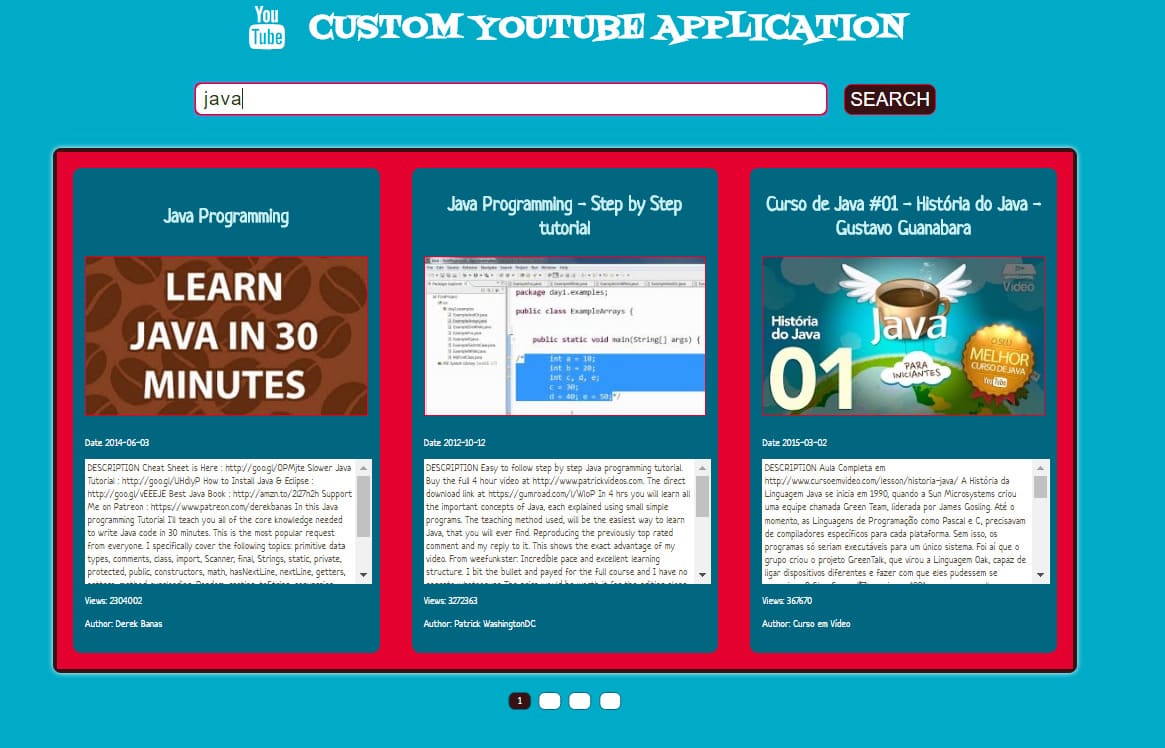 You
Tube
CUSTOM YOUTUBE APPLICATION
java
SEARCH
Java Programming
LEARN
JAVA IN 30
MINUTES
Date 2014-06-03
DESCRIPTION Cheat Sheet is Here : http://goo.gl/OPMjte Slower Java
Tutorial : http://goo.gl/UHdiyP How to Install Java & Eclipse :
http://goo.gl/vEEEJE Best Java Book : http://amzn.to/2l27h2h Support
Me on Patreon : https://www.patreon.com/derekbanas In this Java
programming Tutorial I'll teach you all of the core knowledge needed
to write Java code in 30 minutes. This is the most popular request
from everyone. I specifically cover the following topics: primitive data
types, comments, class, import, Scanner, final, Strings, static, private,
protected, public, constructors, math, hasNextLine, nextLine, getters,
Views: 2304002
Author: Derek Banas
Java Programming - Step by Step
tutorial
package day1.examples;
public class ExampleArrays {
public static void main(String[] args) {
/* int a = 10;
int b = 20;
int c, d, e;
c = 30;
d = 40; e = 50;*/
Date 2012-10-12
DESCRIPTION Easy to follow step by step Java programming tutorial.
Buy the full 4 hour video at http://www.patrickvideos.com. The direct
download link at https://gumroad.com/l/WIoP In 4 hrs you will learn all
the important concepts of Java, each explained using small simple
programs. The teaching method used, will be the easiest way to learn
Java, that you will ever find. Reproducing the previously top rated
comment and my reply to it. This shows the exact advantage of my
video. From weefunkster: Incredible pace and excellent learning
structure. I bit the bullet and payed for the full course and I have no
Views: 3272363
Author: Patrick WashingtonDC
Curso de Java #01 - História do Java -
Gustavo Guanabara
Vídeo
História
do Java
01
Java
PARA
INICIANTES
O SEU
MELHOR
CURSO DE JAVA
YouTube
Date 2015-03-02
DESCRIPTION Aula Completa em
http://www.cursoemvideo.com/lesson/historia-java/ A História da
Linguagem Java se inicia em 1990, quando a Sun Microsystems criou
uma equipe chamada Green Team, liderada por James Gosling. Até o
momento, as Linguagens de Programação como Pascal e C, precisavam
de compiladores específicos para cada plataforma. Sem isso, os
programas só seriam executáveis para um único sistema. Foi aí que o
grupo criou o projeto GreenTalk, que virou a Linguagem Oak, capaz de
ligar dispositivos diferentes e fazer com que eles pudessem se
Views: 367670
Author: Curso em Vídeo
1